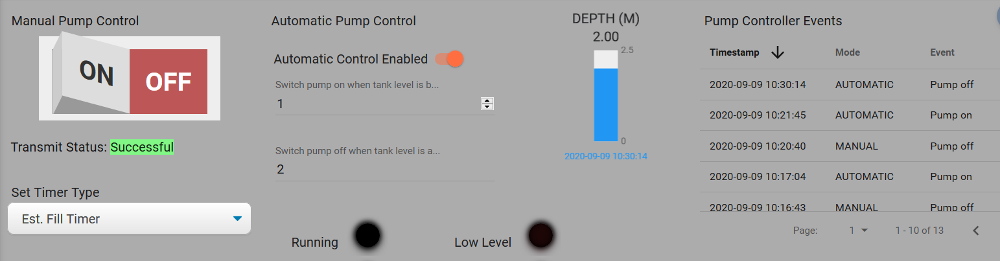 Manual Pump Control
ON
OFF
Transmit Status: Successful
Set Timer Type
Est. Fill Timer
Automatic Pump Control
Automatic Control Enabled
Switch pump on when tank level is b...
1
Switch pump off when tank level is a...
2
Running
Low Level
DEPTH (M)
2.00
2.5
0
2020-09-09 10:30:14
Pump Controller Events
Timestamp Mode Event
2020-09-09 10:30:14 AUTOMATIC Pump off
2020-09-09 10:21:45 AUTOMATIC Pump on
2020-09-09 10:20:40 MANUAL Pump off
2020-09-09 10:17:04 AUTOMATIC Pump on
2020-09-09 10:16:43 MANUAL Pump off
Page: 1 1 - 10 of 13